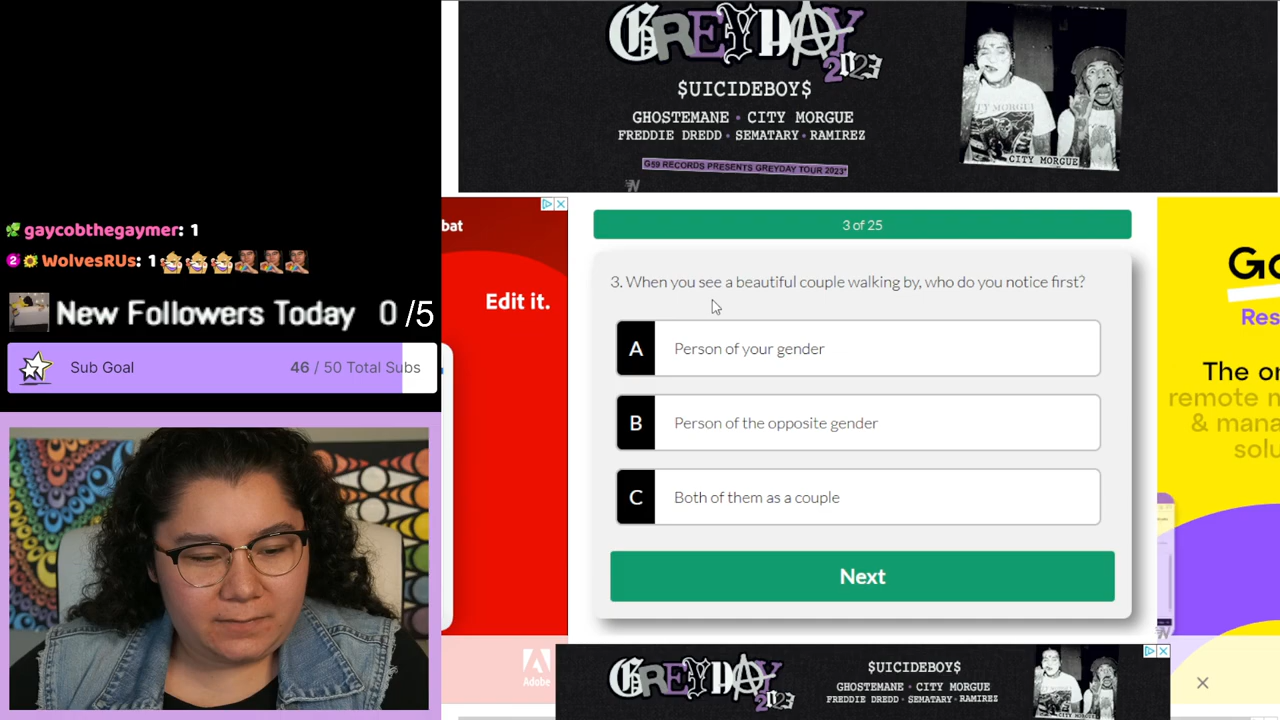 GREYDAY
2023
$UICIDEBOY$
GHOSTEMANE • CITY MORGUE
FREDDIE DREDD • SEMATARY • RAMIREZ
G59 RECORDS PRESENTS GREYDAY TOUR 2023*
CITY MORGUE
gaycobthegaymer: 1
2 WolvesRUs: 1
New Followers Today 0 /5
Sub Goal 46 / 50 Total Subs
bat
Edit it.
Adobe
3 of 25
3. When you see a beautiful couple walking by, who do you notice first?
A Person of your gender
B Person of the opposite gender
C Both of them as a couple
Next
Go
Res
The on
remote m
& mana
solu
GREYDAY
2023
$UICIDEBOY$
GHOSTEMANE • CITY MORGUE
FREDDIE DREDD • SEMATARY • RAMIREZ
CITY MORGUE